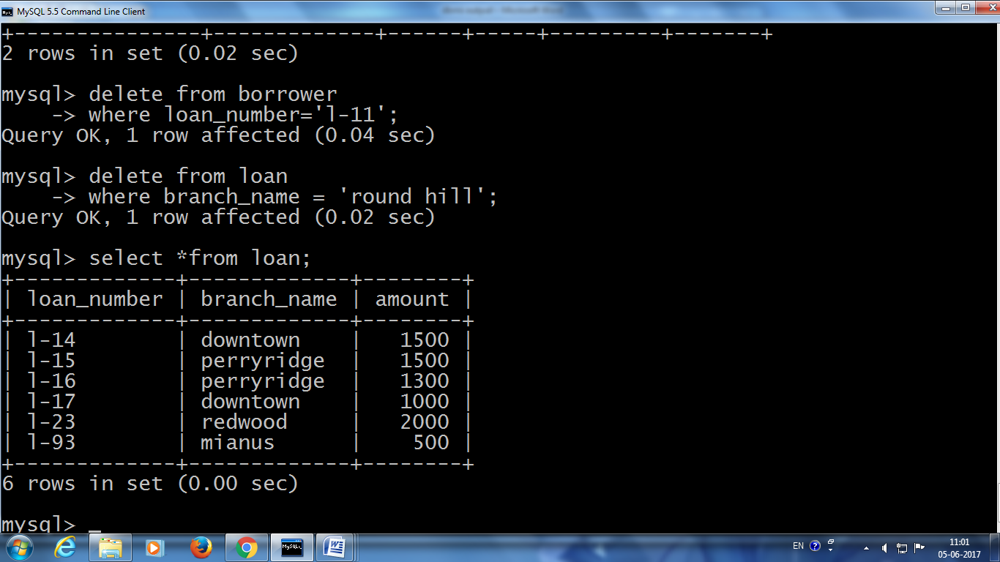 MySQL 5.5 Command Line Client
+---------------+-------------+------+-----+---------+-------+
2 rows in set (0.02 sec)
mysql> delete from borrower
    -> where loan_number='l-11';
Query OK, 1 row affected (0.04 sec)
mysql> delete from loan
    -> where branch_name = 'round hill';
Query OK, 1 row affected (0.02 sec)
mysql> select *from loan;
+-------------+-------------+--------+
| loan_number | branch_name | amount |
+-------------+-------------+--------+
| l-14        | downtown    |   1500 |
| l-15        | perryridge  |   1500 |
| l-16        | perryridge  |   1300 |
| l-17        | downtown    |   1000 |
| l-23        | redwood     |   2000 |
| l-93        | mianus      |    500 |
+-------------+-------------+--------+
6 rows in set (0.00 sec)
mysql> _
MySQL
EN
11:01
05-06-2017